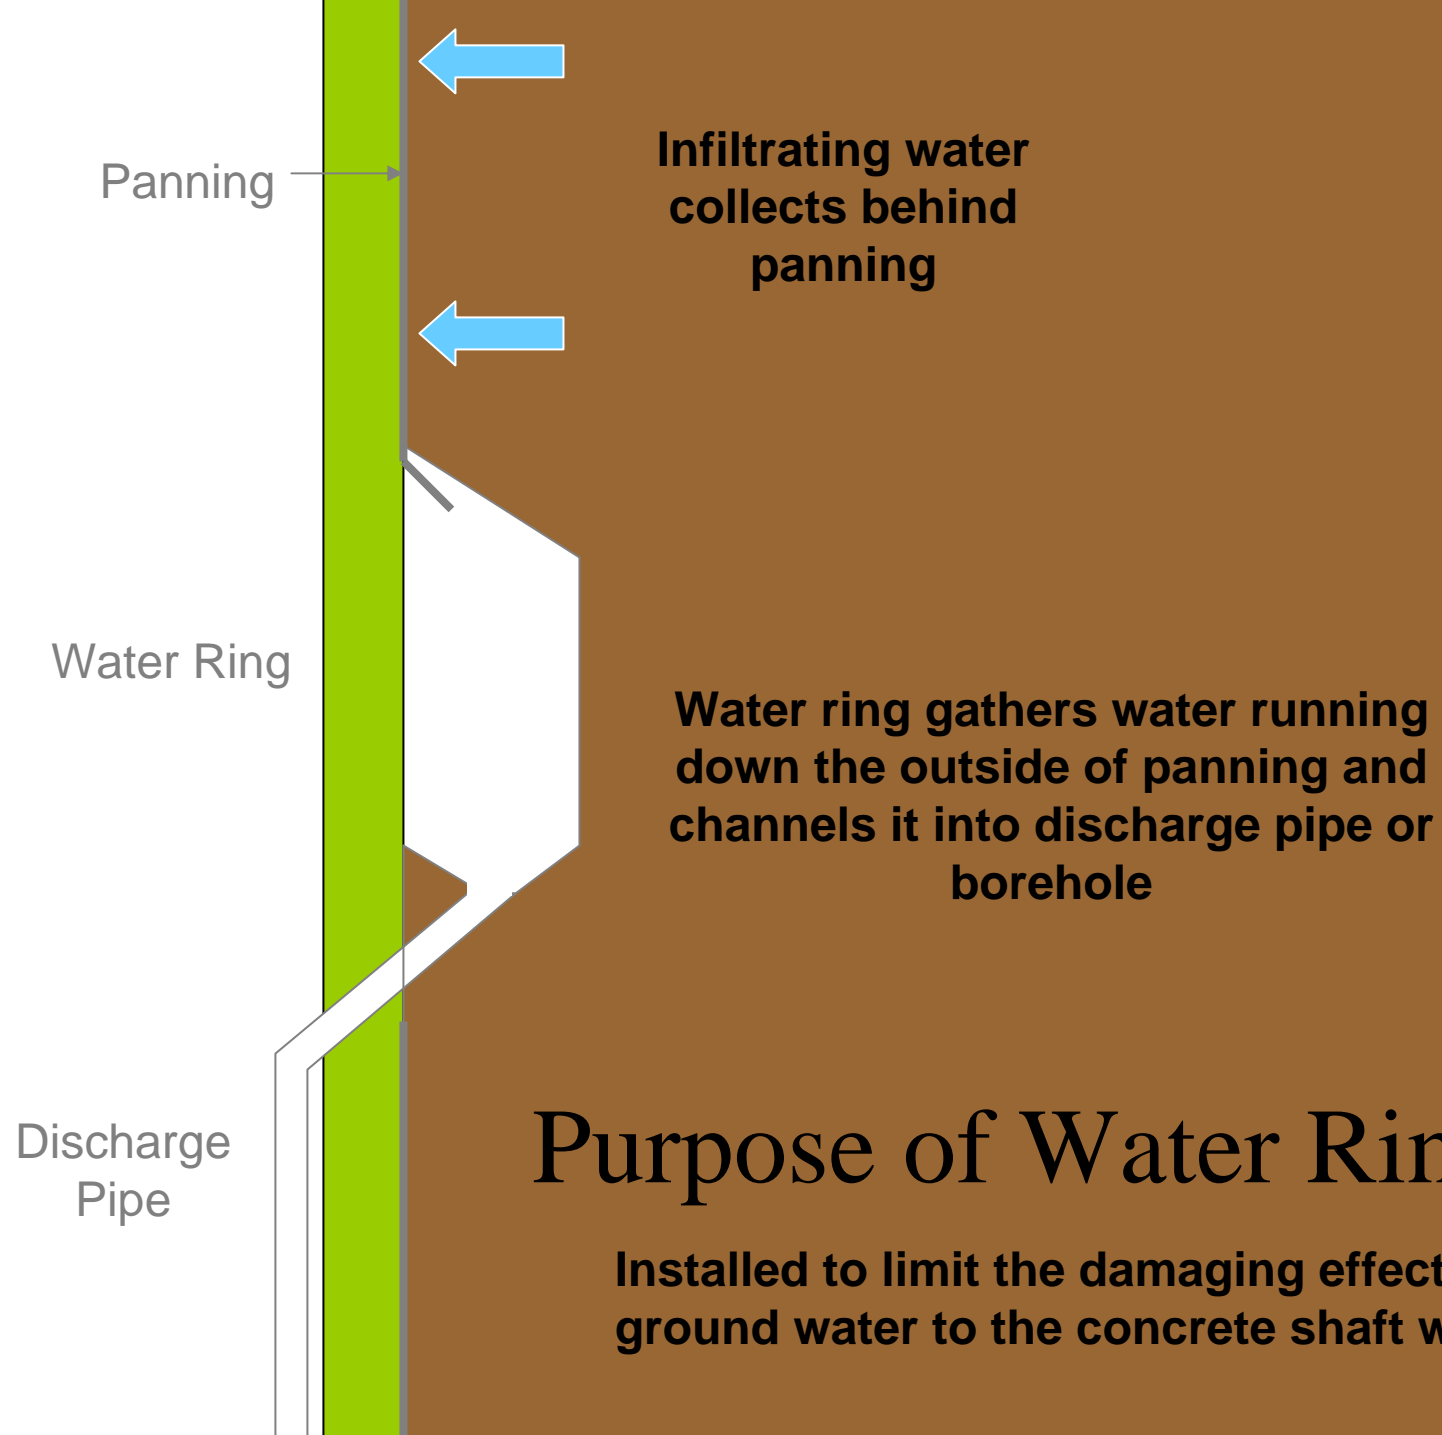 Infiltrating water
collects behind
panning
Panning
Water Ring
Water ring gathers water running
down the outside of panning and
channels it into discharge pipe or
borehole
Discharge
Pipe
Purpose of Water
Installed to limit the damaging
ground water to the concrete shaft